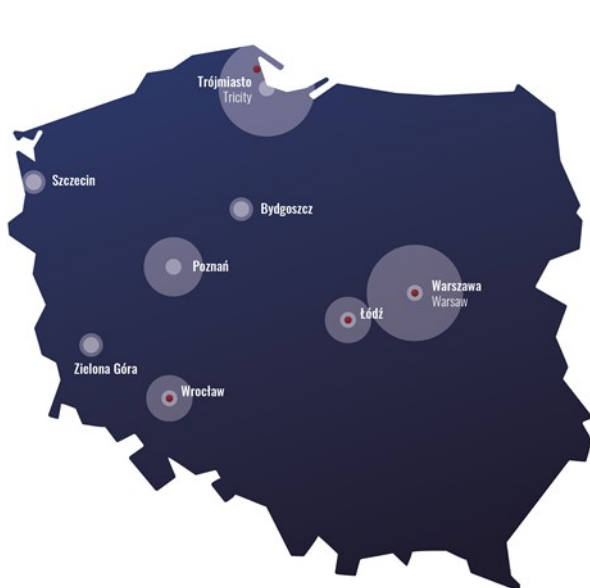 Trójmiasto
Tricity
Szczecin
Bydgoszcz
Poznań
Warszawa
Warsaw
Łódź
Zielona Góra
Wrocław